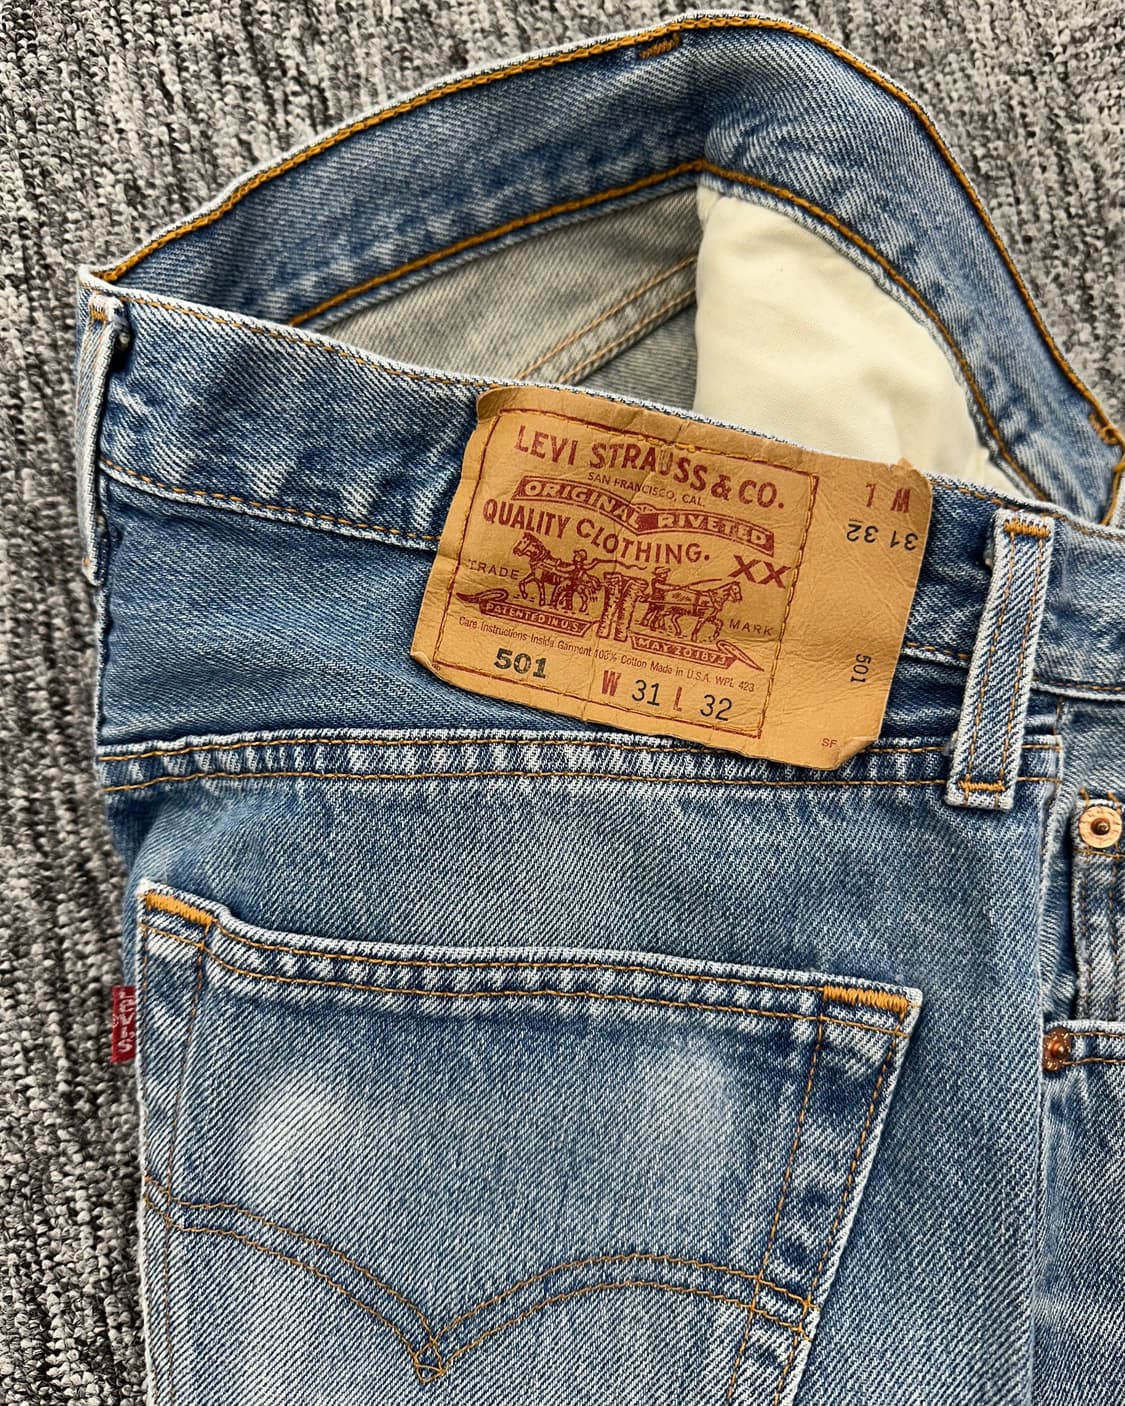 LEVI STRAUSS & CO.
SAN FRANCISCO, CAL.
ORIGINAL RIVETED
QUALITY CLOTHING.
XX
TRADE MARK
PATENTED IN U.S.
MAY 20 1873
Care Instructions Inside Garment 100% Cotton Made in U.S.A. WPL 423
501
W 31 L 32
W L
31 32
501
SF
LEVI'S